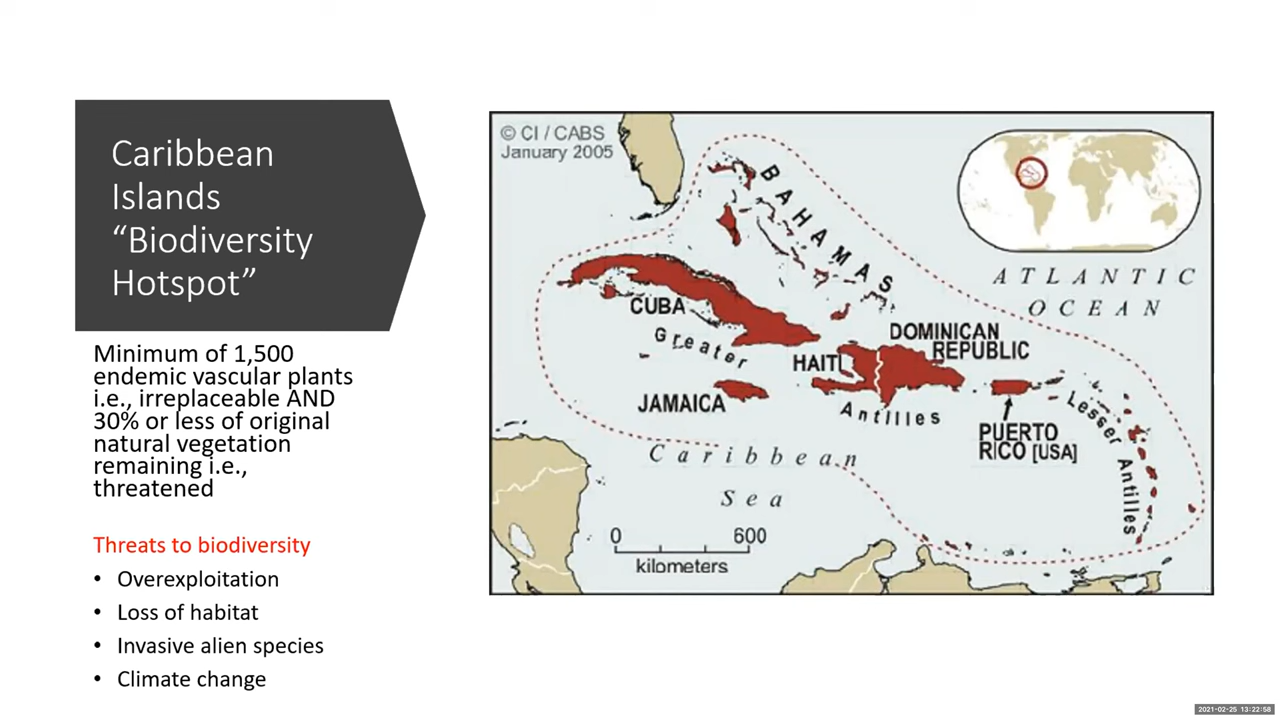 Caribbean
Islands
“Biodiversity
Hotspot”
Minimum of 1,500
endemic vascular plants
i.e., irreplaceable AND
30% or less of original
natural vegetation
remaining i.e.,
threatened
Threats to biodiversity
• Overexploitation
• Loss of habitat
• Invasive alien species
• Climate change
© CI / CABS
January 2005
BAHAMAS
ATLANTIC
OCEAN
CUBA
Greater
HAITI
DOMINICAN
REPUBLIC
JAMAICA
Antilles
PUERTO
RICO [USA]
Lesser Antilles
Caribbean
Sea
0 600
kilometers
2021-02-25 13:22:58